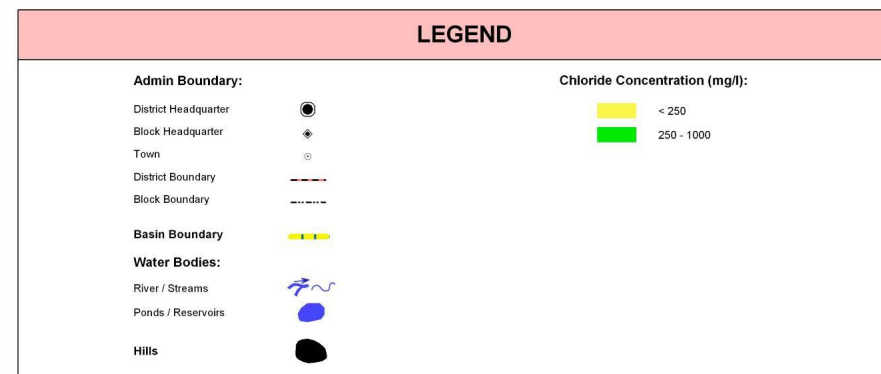 LEGEND
Admin Boundary:
District Headquarter
Block Headquarter
Town
District Boundary
Block Boundary
Basin Boundary
Water Bodies:
River / Streams
Ponds / Reservoirs
Hills
Chloride Concentration (mg/l):
< 250
250 - 1000